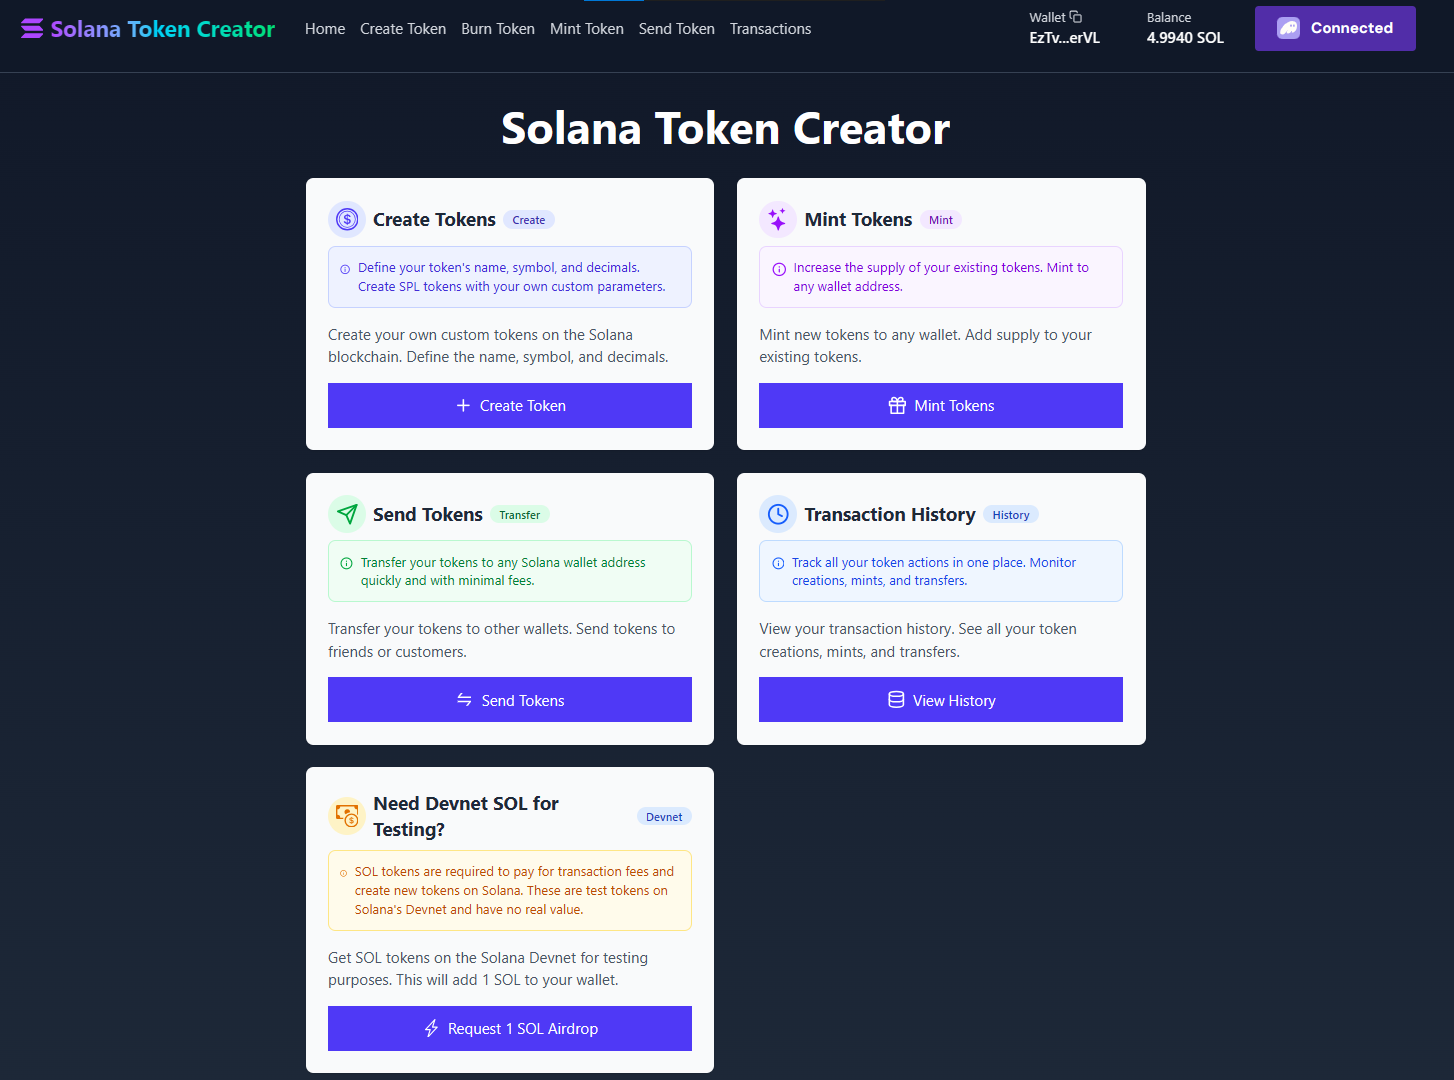 Solana Token Creator
Home Create Token Burn Token Mint Token Send Token Transactions
Wallet
EzTv...erVL
Balance
4.9940 SOL
Connected
Solana Token Creator
Create Tokens Create
Define your token's name, symbol, and decimals.
Create SPL tokens with your own custom parameters.
Create your own custom tokens on the Solana
blockchain. Define the name, symbol, and decimals.
Create Token
Mint Tokens Mint
Increase the supply of your existing tokens. Mint to
any wallet address.
Mint new tokens to any wallet. Add supply to your
existing tokens.
Mint Tokens
Send Tokens Transfer
Transfer your tokens to any Solana wallet address
quickly and with minimal fees.
Transfer your tokens to other wallets. Send tokens to
friends or customers.
Send Tokens
Transaction History History
Track all your token actions in one place. Monitor
creations, mints, and transfers.
View your transaction history. See all your token
creations, mints, and transfers.
View History
Need Devnet SOL for
Testing?
Devnet
SOL tokens are required to pay for transaction fees and
create new tokens on Solana. These are test tokens on
Solana's Devnet and have no real value.
Get SOL tokens on the Solana Devnet for testing
purposes. This will add 1 SOL to your wallet.
Request 1 SOL Airdrop